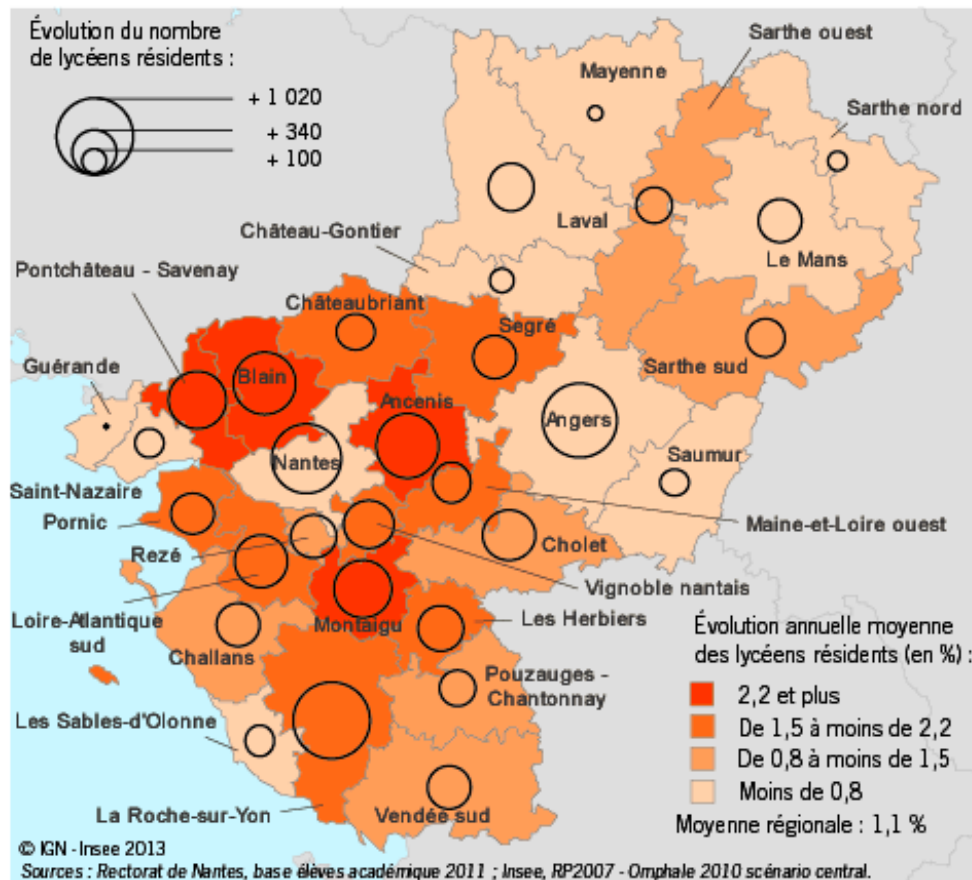 Évolution du nombre
de lycéens résidents :
+ 1 020
+ 340
+ 100
Sarthe ouest
Mayenne
Sarthe nord
Laval
Château-Gontier
Le Mans
Pontchâteau - Savenay
Châteaubriant
Segré
Sarthe sud
Guérande
Blain
Ancenis
Angers
Nantes
Saumur
Saint-Nazaire
Pornic
Maine-et-Loire ouest
Rezé
Cholet
Vignoble nantais
Loire-Atlantique
sud
Montaigu
Les Herbiers
Challans
Pouzauges -
Chantonnay
Les Sables-d'Olonne
La Roche-sur-Yon
Vendée sud
Évolution annuelle moyenne
des lycéens résidents (en %) :
2,2 et plus
De 1,5 à moins de 2,2
De 0,8 à moins de 1,5
Moins de 0,8
Moyenne régionale : 1,1 %
© IGN - Insee 2013
Sources : Rectorat de Nantes, base élèves académique 2011 ; Insee, RP2007 - Omphale 2010 scénario central.